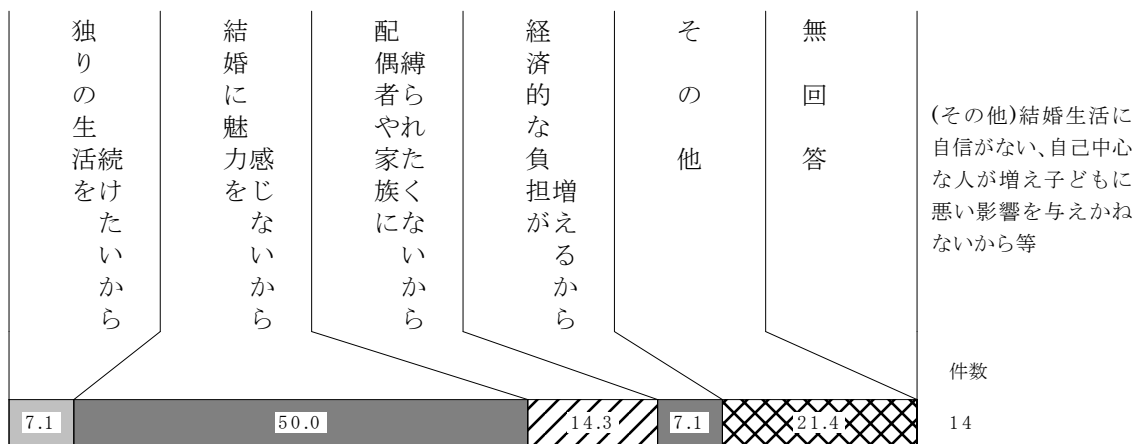 独りの生活を
続けたいから
結婚に魅力を
感じないから
配偶者や家族に
縛られたくないから
経済的な負担が
増えるから
その他
無回答
(その他)結婚生活に
自信がない、自己中心
な人が増え子どもに
悪い影響を与えかね
ないから等
件数
7.1
50.0
14.3
7.1
21.4
14